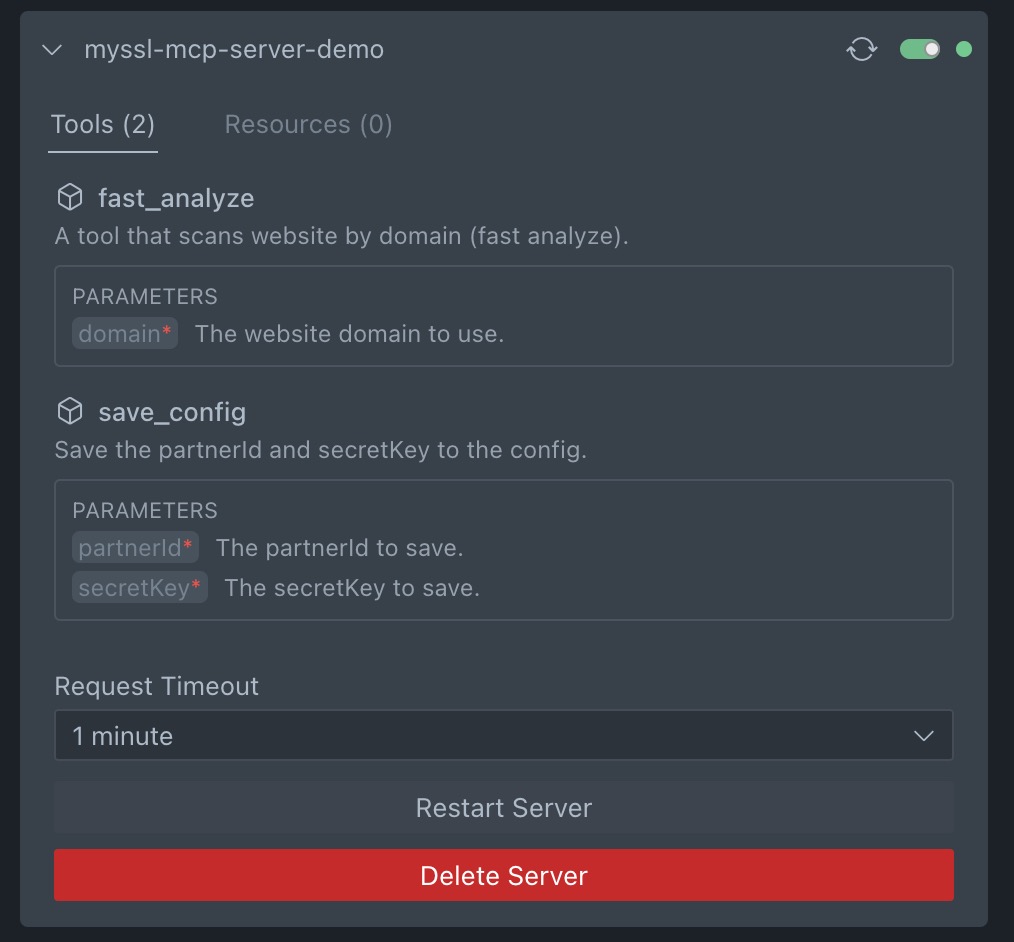 myssl-mcp-server-demo
Tools (2) Resources (0)
fast_analyze
A tool that scans website by domain (fast analyze).
PARAMETERS
domain* The website domain to use.
save_config
Save the partnerId and secretKey to the config.
PARAMETERS
partnerId* The partnerId to save.
secretKey* The secretKey to save.
Request Timeout
1 minute
Restart Server
Delete Server